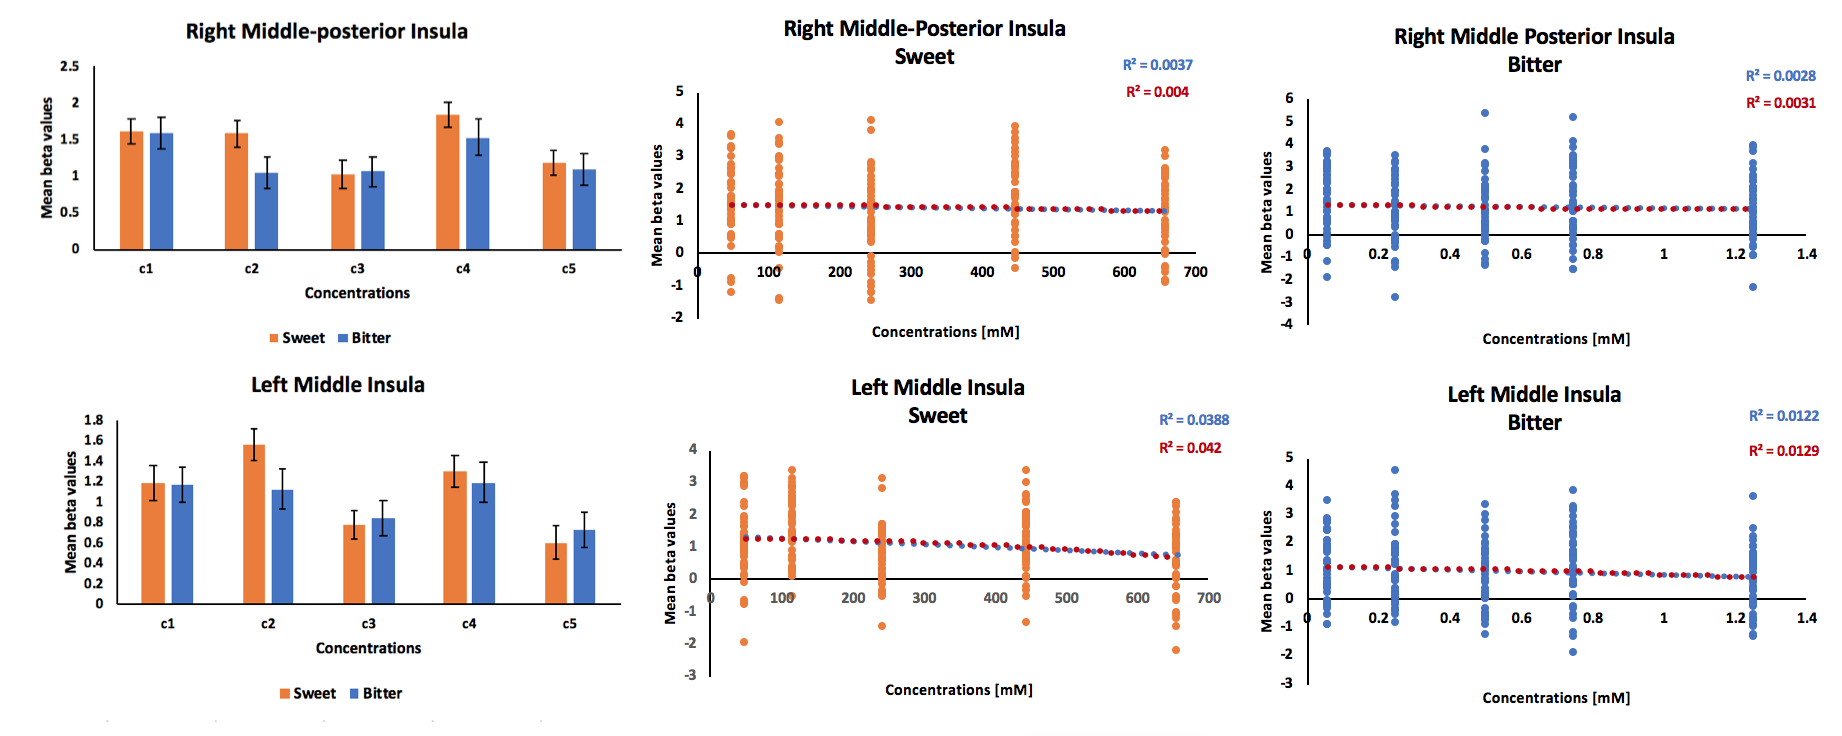 Right Middle-posterior Insula
2.5
2
1.5
1
0.5
0
Mean beta values
c1 c2 c3 c4 c5
Concentrations
Sweet Bitter
Right Middle-Posterior Insula
Sweet
R² = 0.0037
R² = 0.004
5
4
3
2
1
0
-1
-2
Mean beta values
0 100 200 300 400 500 600 700
Concentrations [mM]
Right Middle Posterior Insula
Bitter
R² = 0.0028
R² = 0.0031
6
5
4
3
2
1
0
-1
-2
-3
-4
Mean beta values
0 0.2 0.4 0.6 0.8 1 1.2 1.4
Concentrations [mM]
Left Middle Insula
1.8
1.6
1.4
1.2
1
0.8
0.6
0.4
0.2
0
Mean beta values
c1 c2 c3 c4 c5
Concentrations
Sweet Bitter
Left Middle Insula
Sweet
R² = 0.0388
R² = 0.042
4
3
2
1
0
-1
-2
-3
Mean beta values
0 100 200 300 400 500 600 700
Concentrations [mM]
Left Middle Insula
Bitter
R² = 0.0122
R² = 0.0129
5
4
3
2
1
0
-1
-2
-3
Mean beta values
0 0.2 0.4 0.6 0.8 1 1.2 1.4
Concentrations [mM]